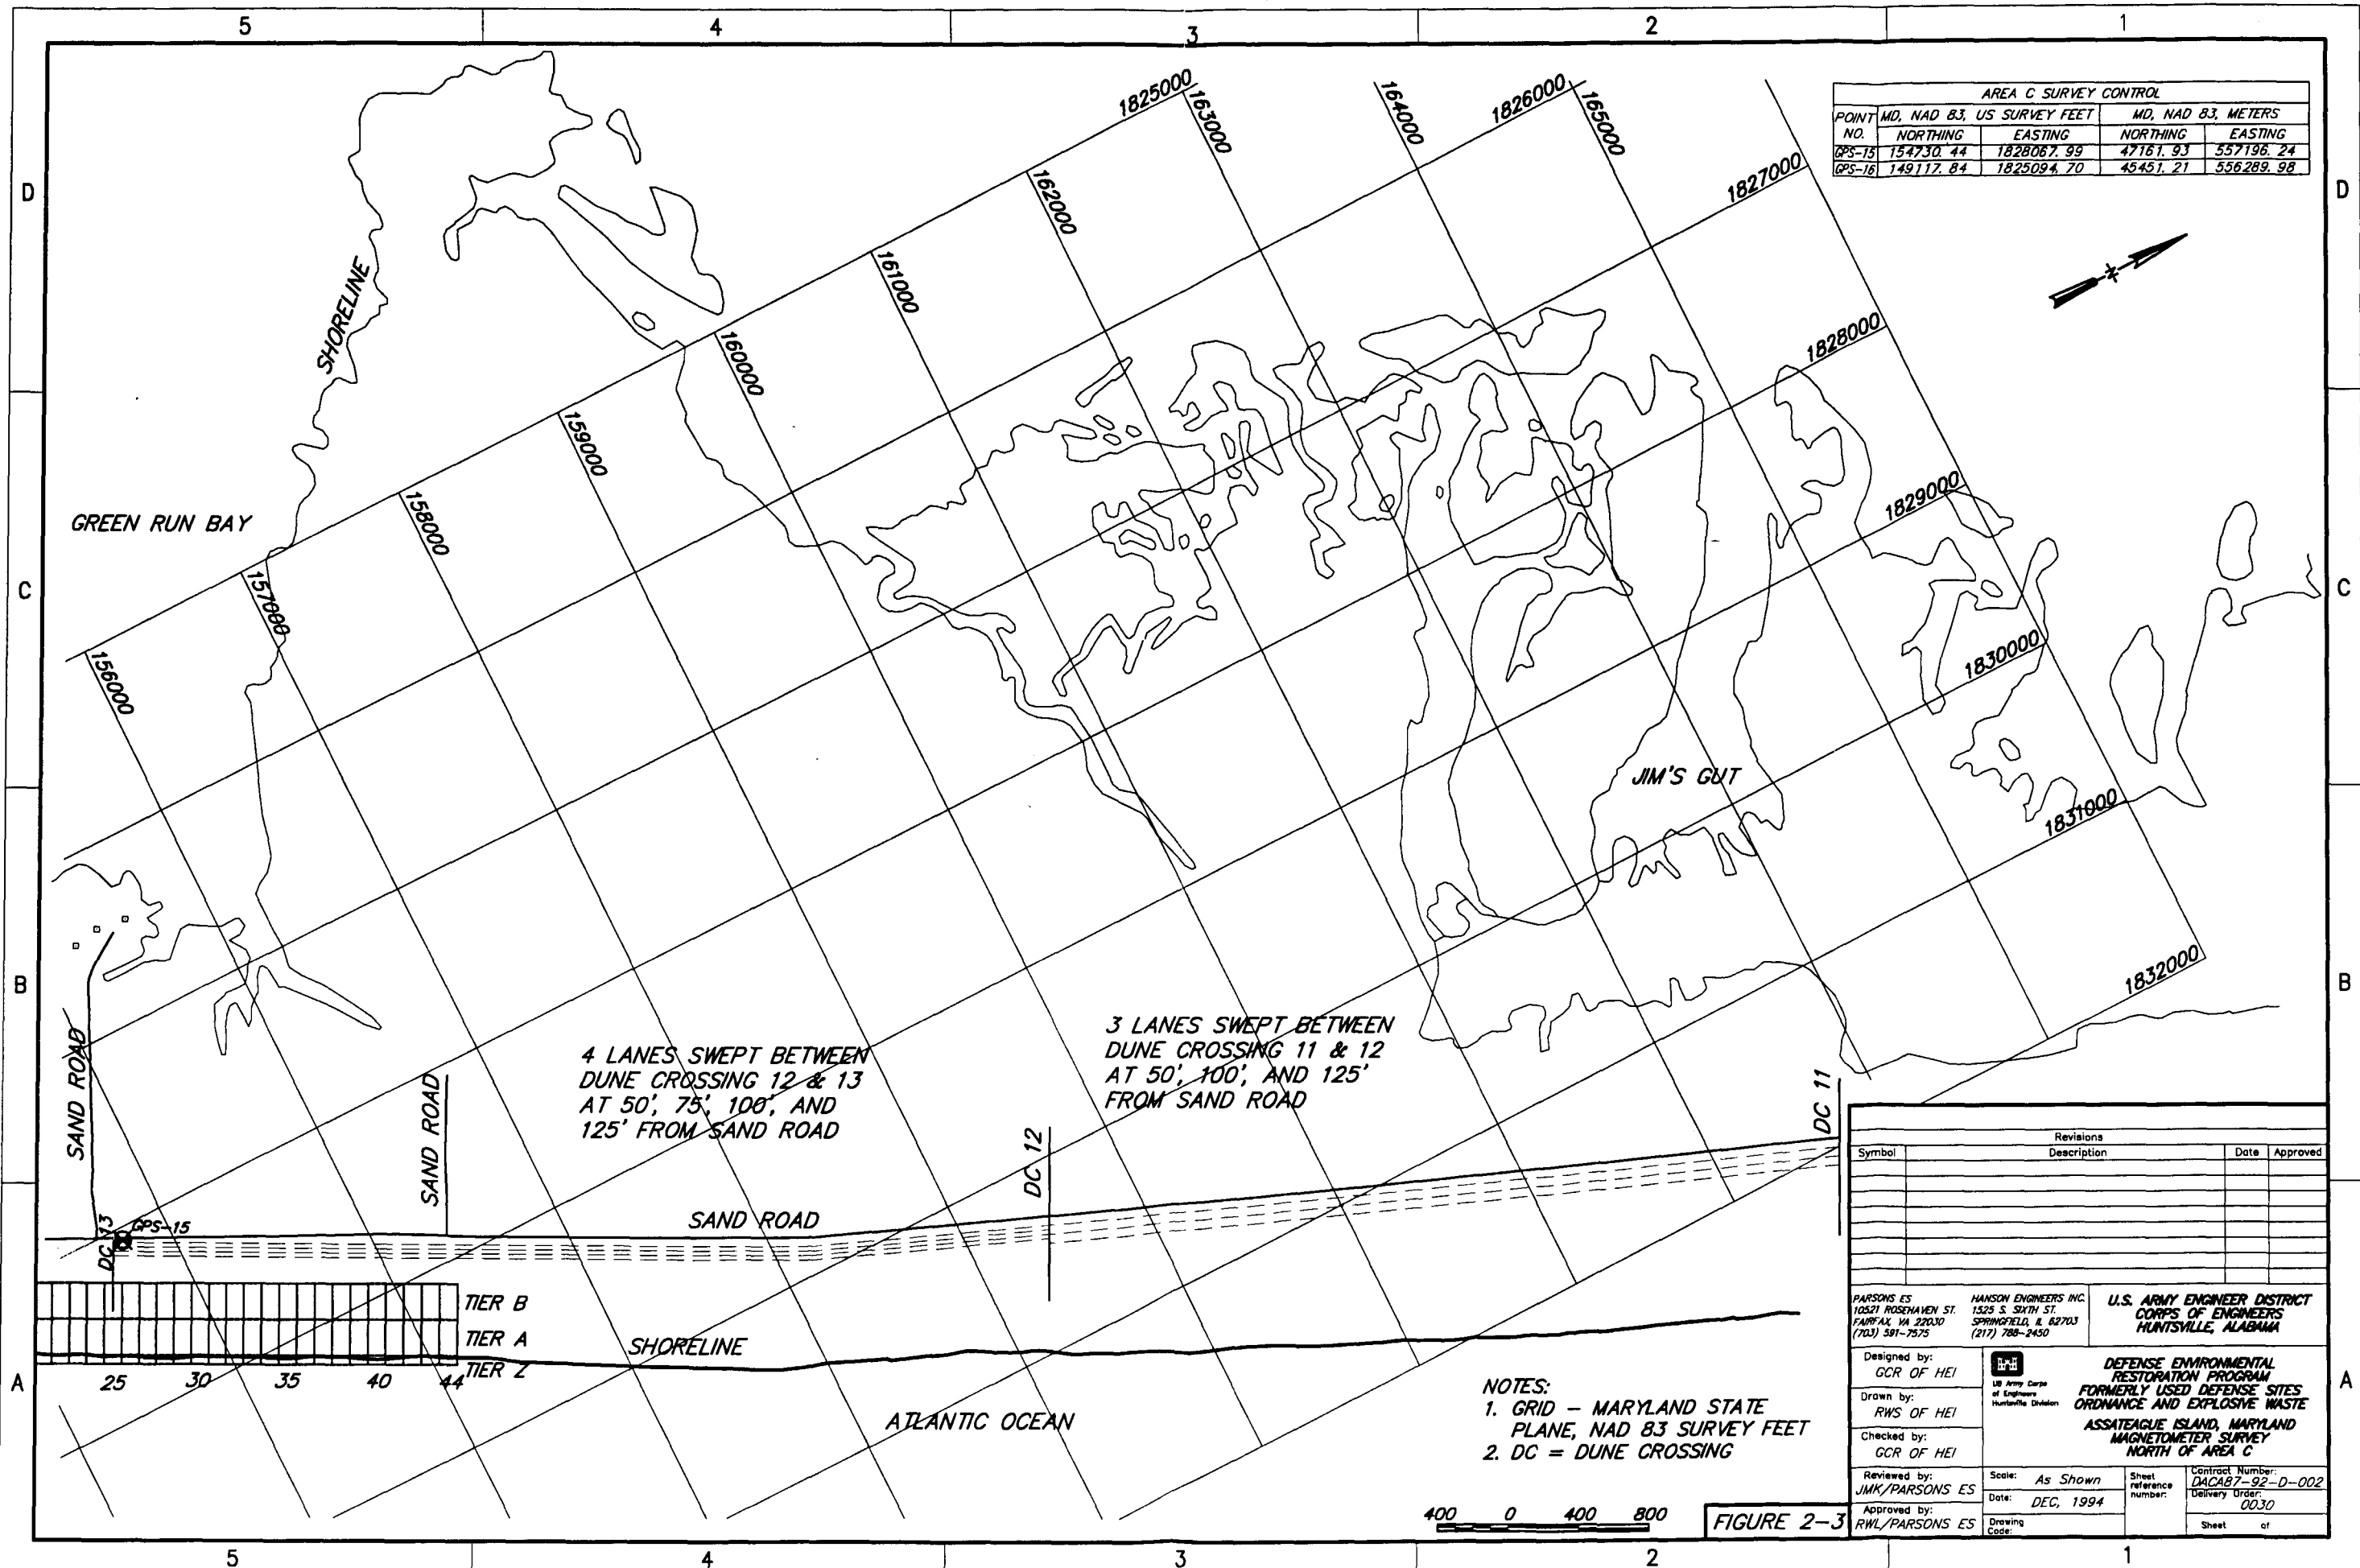 5 4 3 2 1
D
C
B
A
D
C
B
A
1825000
163000
164000
1826000
165000
162000
1827000
161000
160000
1828000
159000
158000
1829000
157000
156000
1830000
1831000
1832000
AREA C SURVEY CONTROL
POINT NO. MD, NAD 83, US SURVEY FEET MD, NAD 83, METERS
NORTHING EASTING NORTHING EASTING
GPS-15 154730.44 1828067.99 47161.93 557196.24
GPS-16 149117.84 1825094.70 45451.21 556289.98
N
SHORELINE
GREEN RUN BAY
JIM'S GUT
SAND ROAD
4 LANES SWEPT BETWEEN
DUNE CROSSING 12 & 13
AT 50', 75', 100', AND
125' FROM SAND ROAD
3 LANES SWEPT BETWEEN
DUNE CROSSING 11 & 12
AT 50', 100', AND 125'
FROM SAND ROAD
SAND ROAD
DC 12
DC 11
DC 13
GPS-15
SAND ROAD
TIER B
TIER A
TIER Z
25 30 35 40 44
SHORELINE
ATLANTIC OCEAN
NOTES:
1. GRID – MARYLAND STATE
PLANE, NAD 83 SURVEY FEET
2. DC = DUNE CROSSING
400 0 400 800
FIGURE 2-3
Revisions
Symbol Description Date Approved
PARSONS ES
10521 ROSEHAVEN ST.
FAIRFAX, VA 22030
(703) 591-7575
HANSON ENGINEERS INC.
1525 S. SIXTH ST.
SPRINGFIELD, IL 62703
(217) 788-2450
U.S. ARMY ENGINEER DISTRICT
CORPS OF ENGINEERS
HUNTSVILLE, ALABAMA
Designed by:
GCR OF HEI
Drawn by:
RWS OF HEI
Checked by:
GCR OF HEI
Reviewed by:
JMK/PARSONS ES
Approved by:
RWL/PARSONS ES
US Army Corps
of Engineers
Huntsville Division
DEFENSE ENVIRONMENTAL
RESTORATION PROGRAM
FORMERLY USED DEFENSE SITES
ORDNANCE AND EXPLOSIVE WASTE
ASSATEAGUE ISLAND, MARYLAND
MAGNETOMETER SURVEY
NORTH OF AREA C
Scale: As Shown
Date: DEC, 1994
Drawing
Code:
Sheet
reference
number:
Contract Number:
DACA87-92-D-002
Delivery Order:
0030
Sheet of
5 4 3 2 1